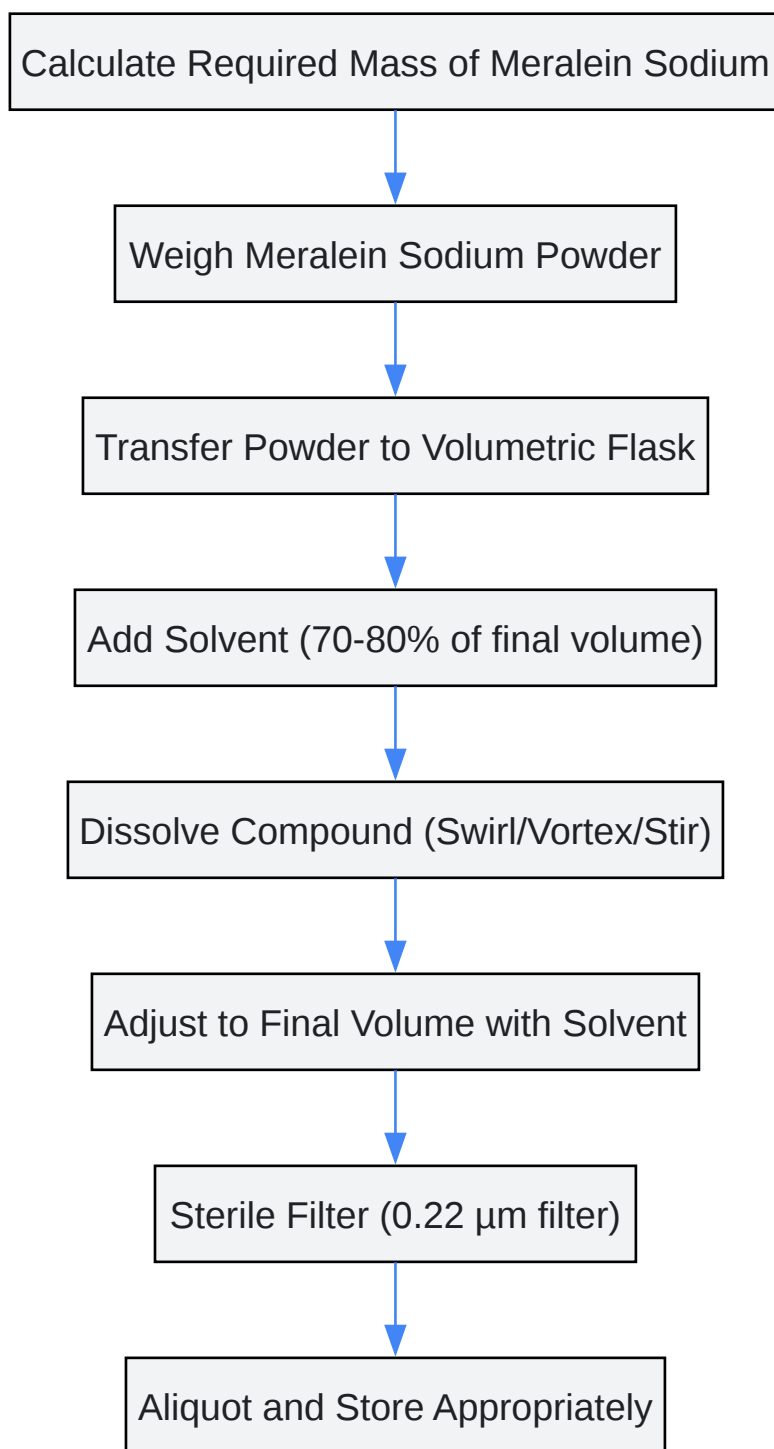 Calculate Required Mass of Meralein Sodium
Weigh Meralein Sodium Powder
Transfer Powder to Volumetric Flask
Add Solvent (70-80% of final volume)
Dissolve Compound (Swirl/Vortex/Stir)
Adjust to Final Volume with Solvent
Sterile Filter (0.22 µm filter)
Aliquot and Store Appropriately